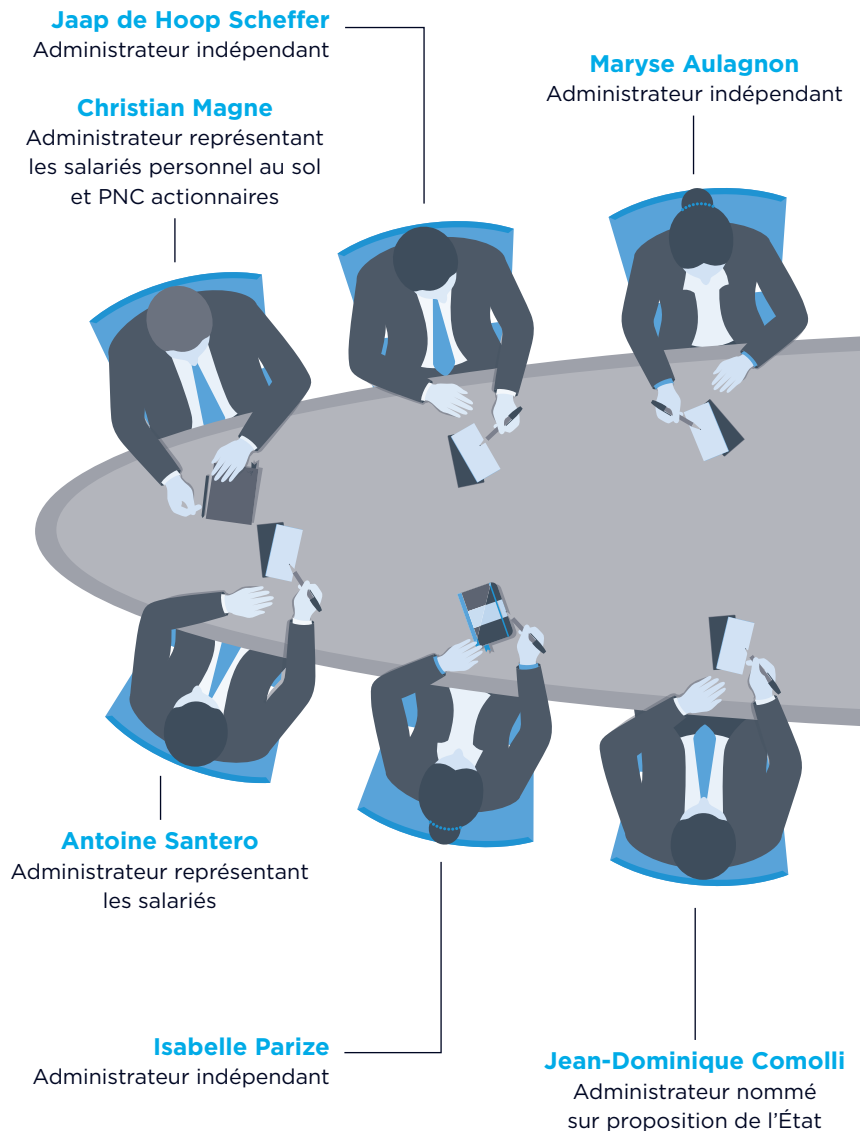 Jaap de Hoop Scheffer
Administrateur indépendant
Maryse Aulagnon
Administrateur indépendant
Christian Magne
Administrateur représentant
les salariés personnel au sol
et PNC actionnaires
Antoine Santero
Administrateur représentant
les salariés
Isabelle Parize
Administrateur indépendant
Jean-Dominique Comolli
Administrateur nommé
sur proposition de l’État